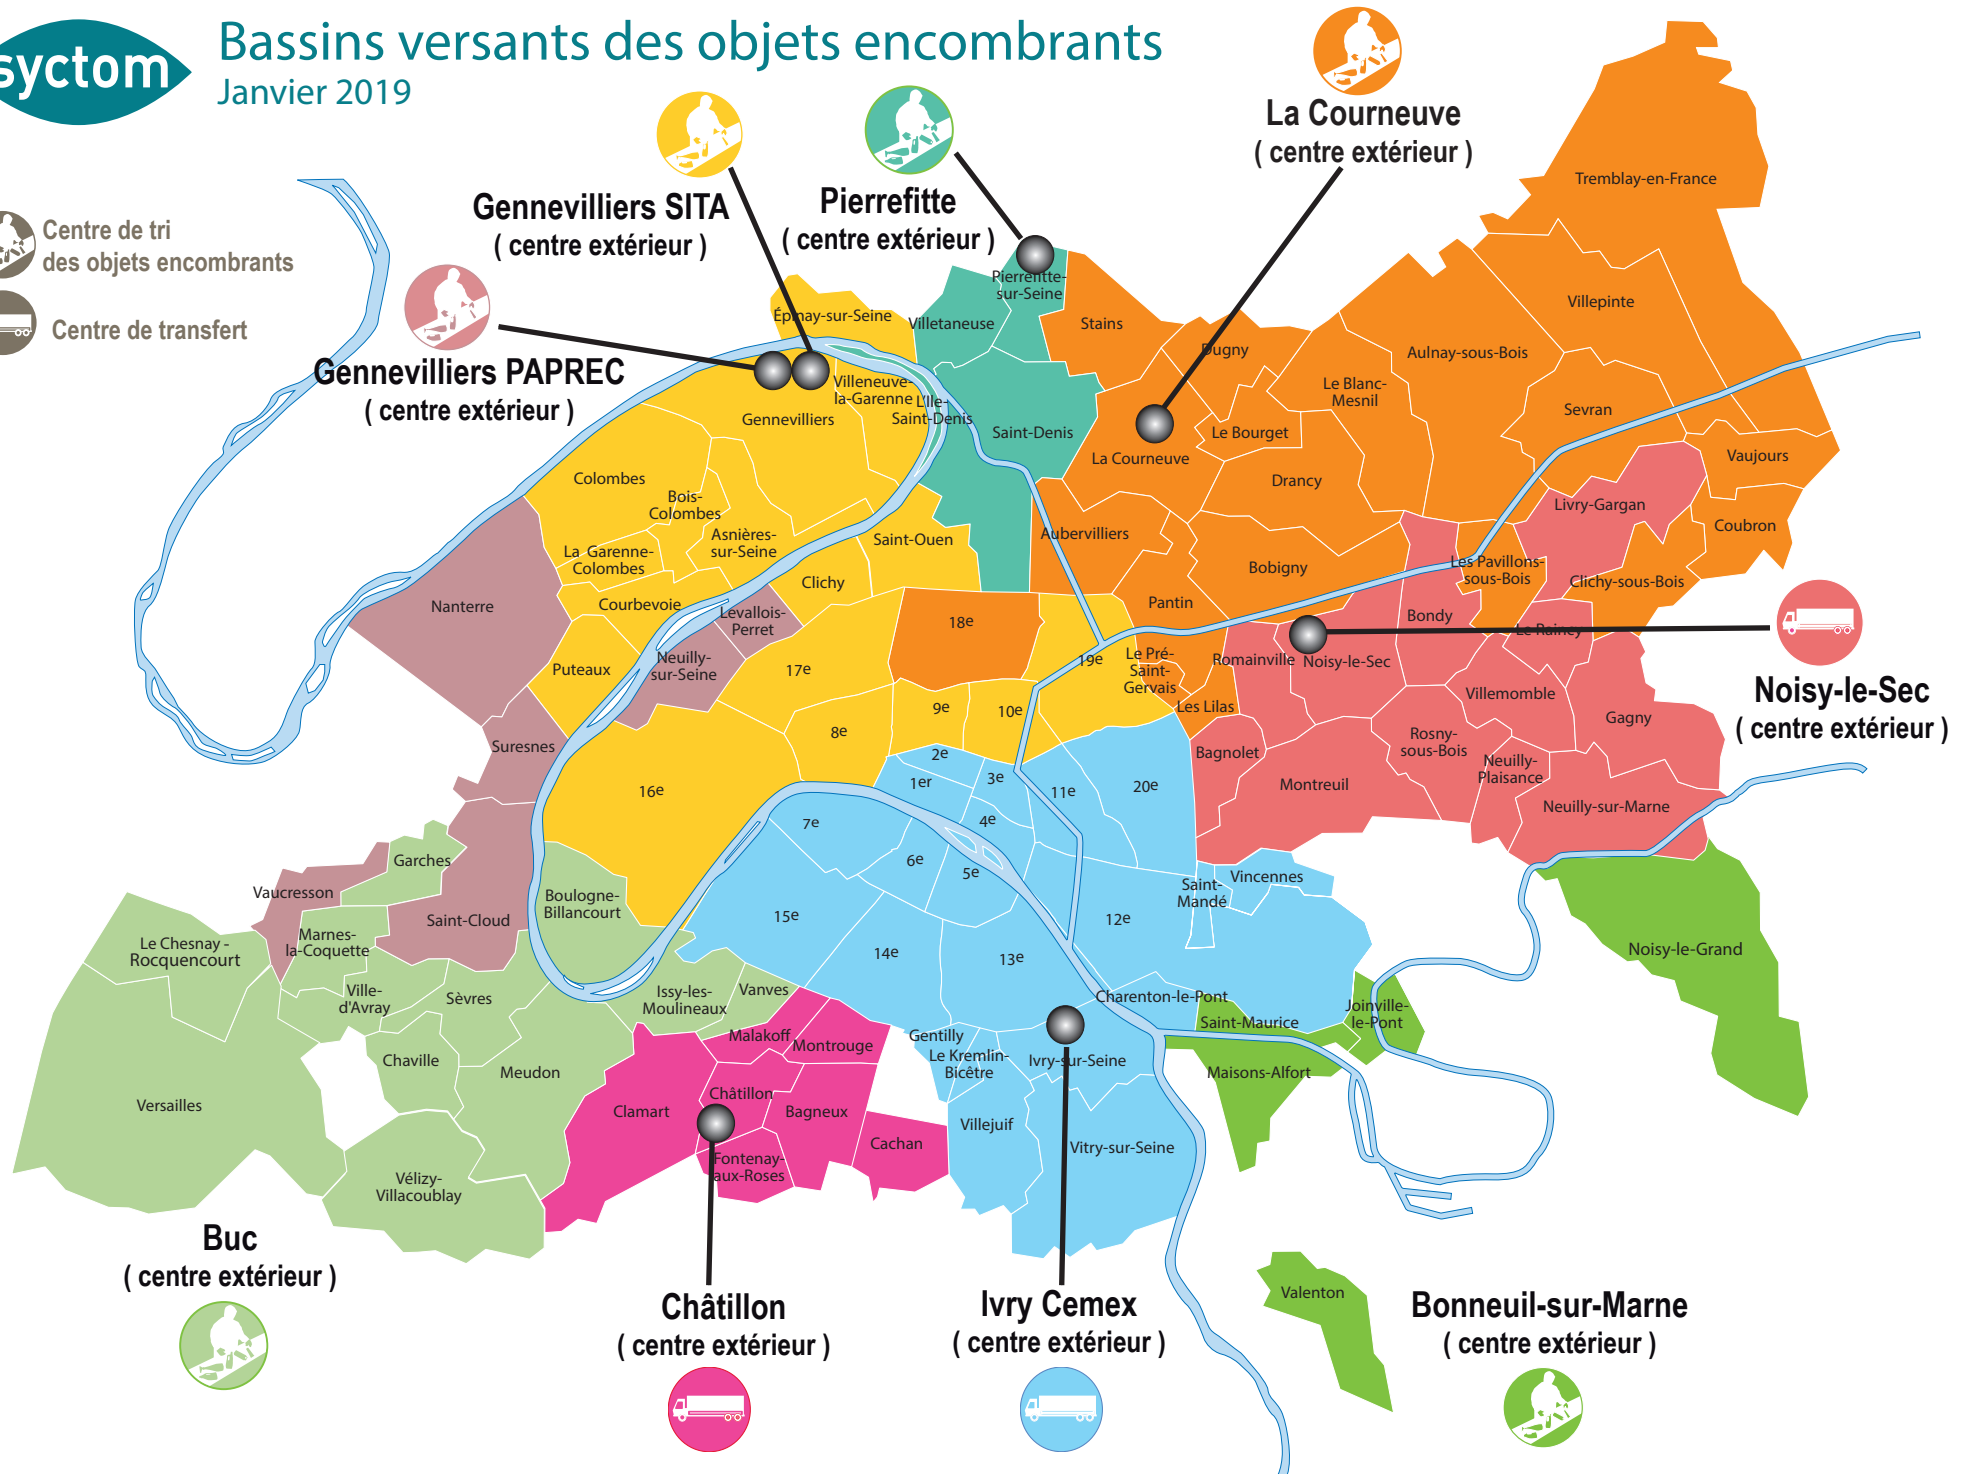 syctom
Bassins versants des objets encombrants
Janvier 2019
Centre de tri
des objets encombrants
Centre de transfert
Gennevilliers SITA
( centre extérieur )
Pierrefitte
( centre extérieur )
La Courneuve
( centre extérieur )
Gennevilliers PAPREC
( centre extérieur )
Noisy-le-Sec
( centre extérieur )
Buc
( centre extérieur )
Châtillon
( centre extérieur )
Ivry Cemex
( centre extérieur )
Bonneuil-sur-Marne
( centre extérieur )
Tremblay-en-France
Villepinte
Pierrefitte-
sur-Seine
Épinay-sur-Seine
Villetaneuse
Stains
Dugny
Aulnay-sous-Bois
Le Blanc-
Mesnil
Sevran
Villeneuve-
la-Garenne
L'Ile-
Saint-Denis
Gennevilliers
Saint-Denis
Le Bourget
La Courneuve
Vaujours
Colombes
Bois-
Colombes
Drancy
Livry-Gargan
Coubron
Asnières-
sur-Seine
Saint-Ouen
Aubervilliers
La Garenne-
Colombes
Clichy
Bobigny
Les Pavillons-
sous-Bois
Clichy-sous-Bois
Nanterre
Courbevoie
Levallois-
Perret
18e
Pantin
Bondy
Le Raincy
Puteaux
Neuilly-
sur-Seine
17e
19e
Le Pré-
Saint-
Gervais
Romainville
Noisy-le-Sec
Villemomble
Gagny
Les Lilas
8e
9e
10e
Suresnes
Bagnolet
Rosny-
sous-Bois
Neuilly-
Plaisance
2e
1er
3e
11e
20e
16e
Montreuil
Neuilly-sur-Marne
7e
4e
6e
5e
Garches
Vaucresson
Saint-Cloud
Boulogne-
Billancourt
Saint-
Mandé
Vincennes
15e
12e
Le Chesnay -
Rocquencourt
Marnes-
la-Coquette
14e
13e
Noisy-le-Grand
Ville-
d'Avray
Sèvres
Issy-les-
Moulineaux
Vanves
Charenton-le-Pont
Saint-Maurice
Joinville-
le-Pont
Malakoff
Montrouge
Gentilly
Le Kremlin-
Bicêtre
Ivry-sur-Seine
Chaville
Meudon
Maisons-Alfort
Versailles
Clamart
Châtillon
Bagneux
Cachan
Villejuif
Vitry-sur-Seine
Fontenay-
aux-Roses
Vélizy-
Villacoublay
Valenton